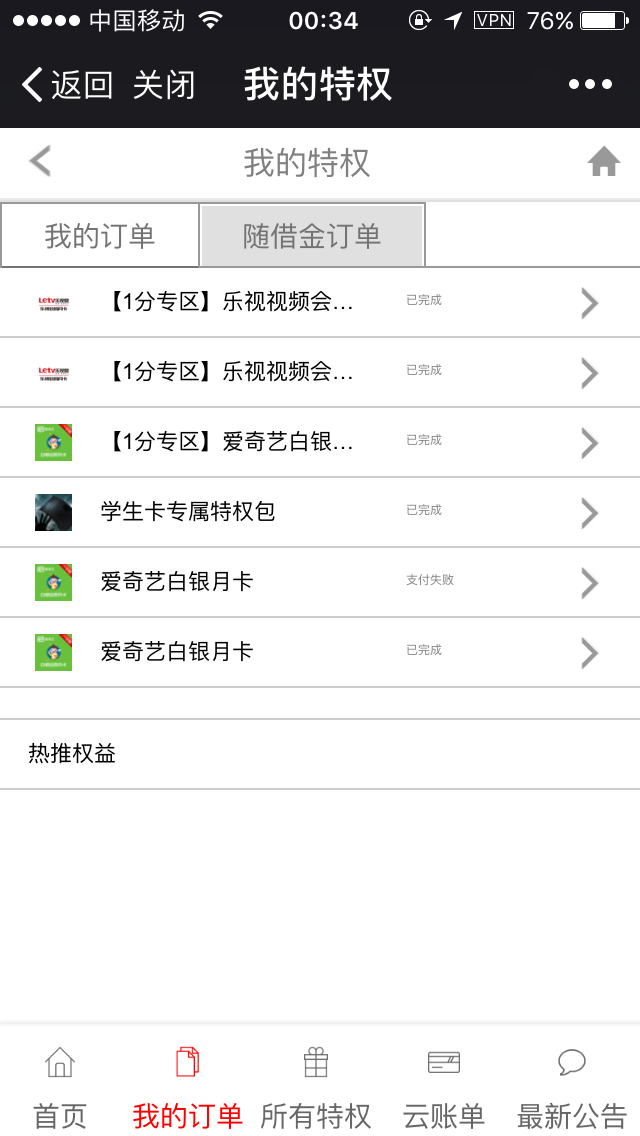 中国移动 00:34 VPN 76%
返回 关闭 我的特权
我的特权
我的订单 随借金订单
Letv乐视网
【1分专区】乐视视频会... 已完成
Letv乐视网
【1分专区】乐视视频会... 已完成
【1分专区】爱奇艺白银... 已完成
学生卡专属特权包 已完成
爱奇艺白银月卡 支付失败
爱奇艺白银月卡 已完成
热推权益
首页 我的订单 所有特权 云账单 最新公告